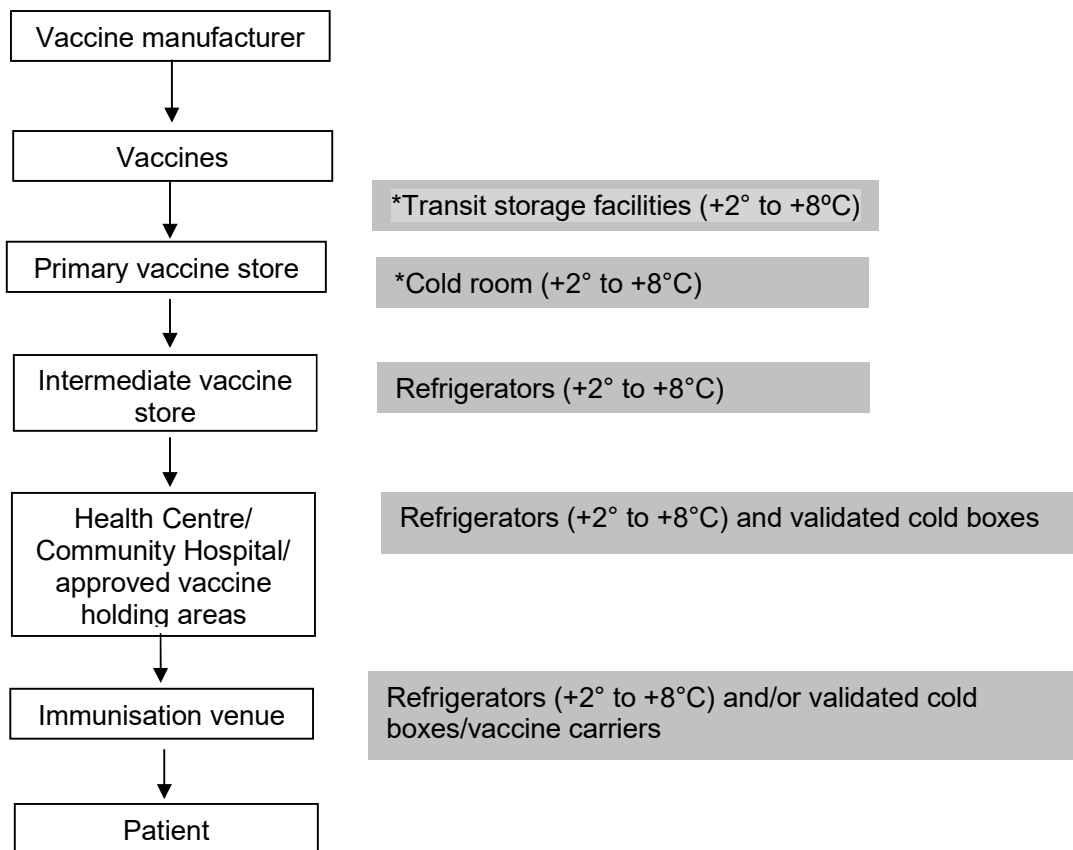 Vaccine manufacturer
Vaccines
*Transit storage facilities (+2° to +8ºC)
Primary vaccine store
*Cold room (+2° to +8°C)
Intermediate vaccine
store
Refrigerators (+2° to +8°C)
Health Centre/
Community Hospital/
approved vaccine
holding areas
Refrigerators (+2° to +8°C) and validated cold boxes
Immunisation venue
Refrigerators (+2° to +8°C) and/or validated cold
boxes/vaccine carriers
Patient